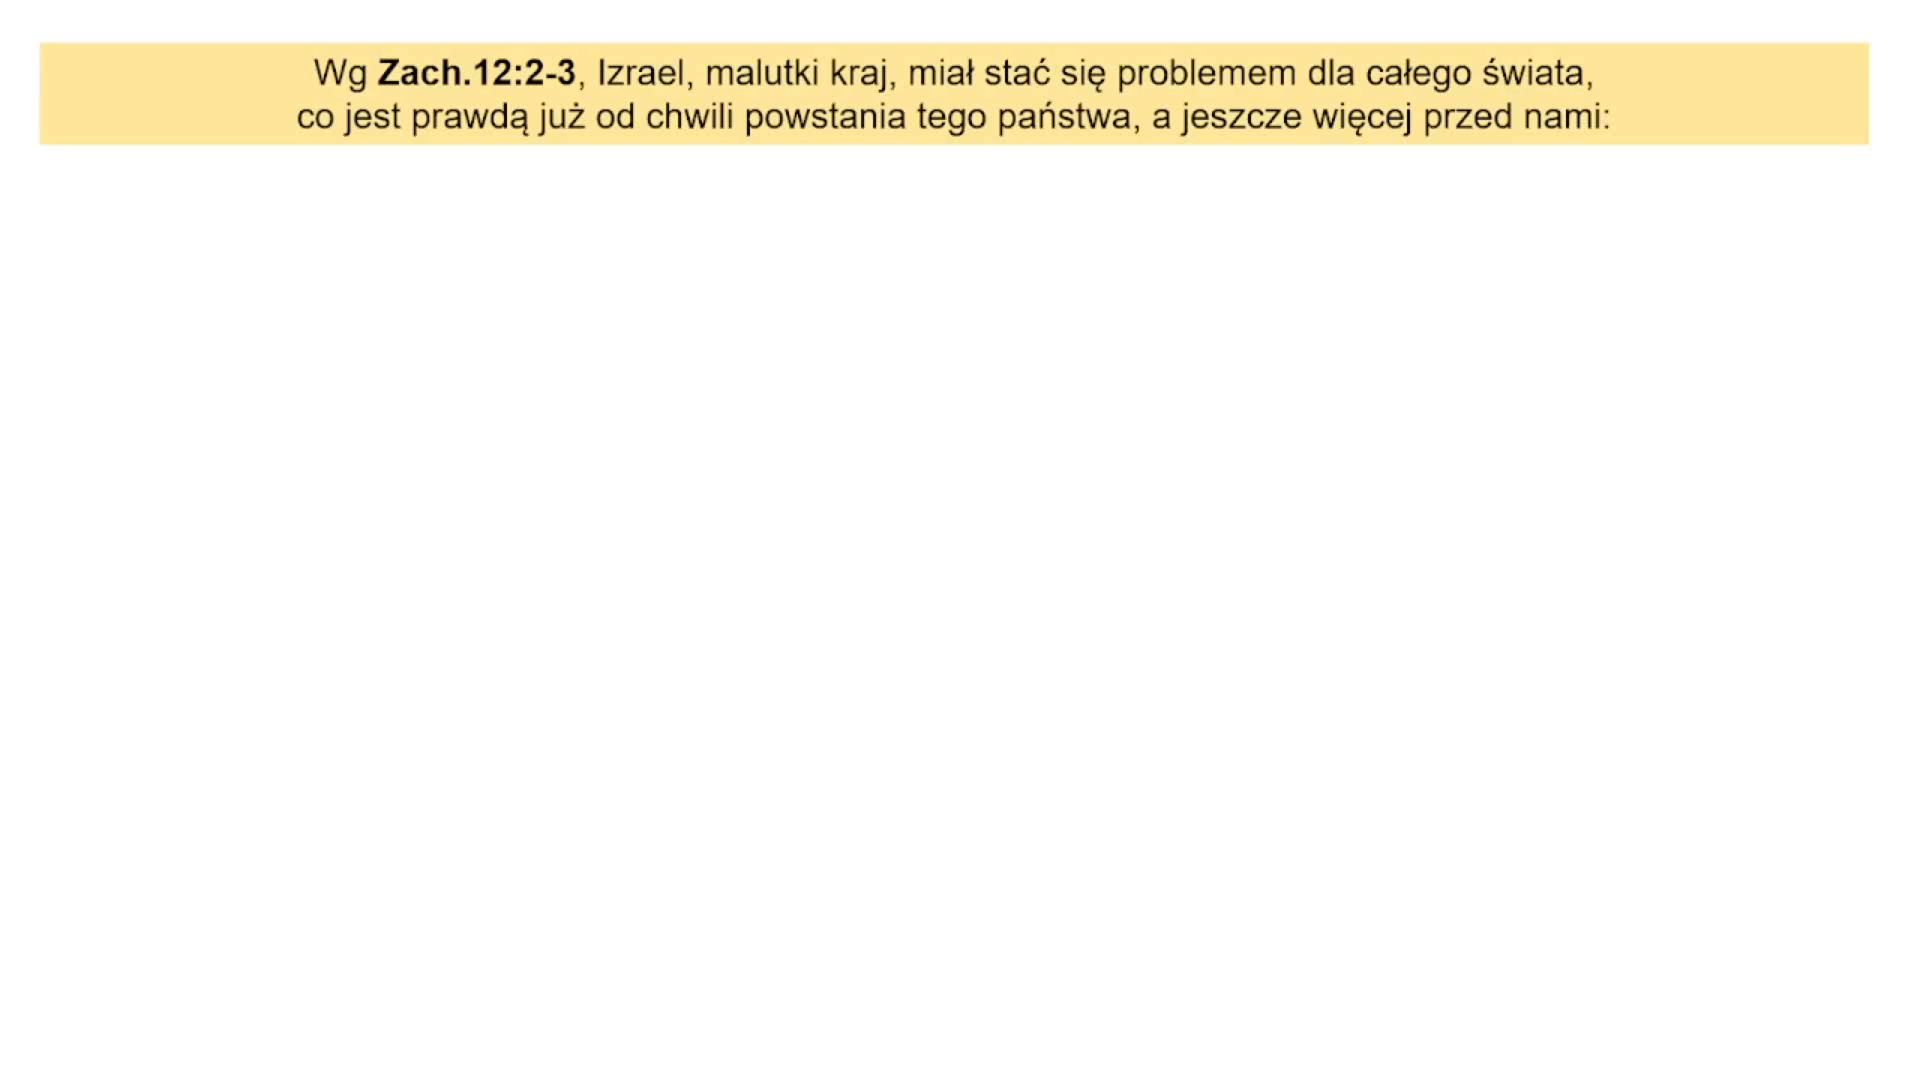 Wg Zach.12:2-3, Izrael, malutki kraj, miał stać się problemem dla całego świata,
co jest prawdą już od chwili powstania tego państwa, a jeszcze więcej przed nami: